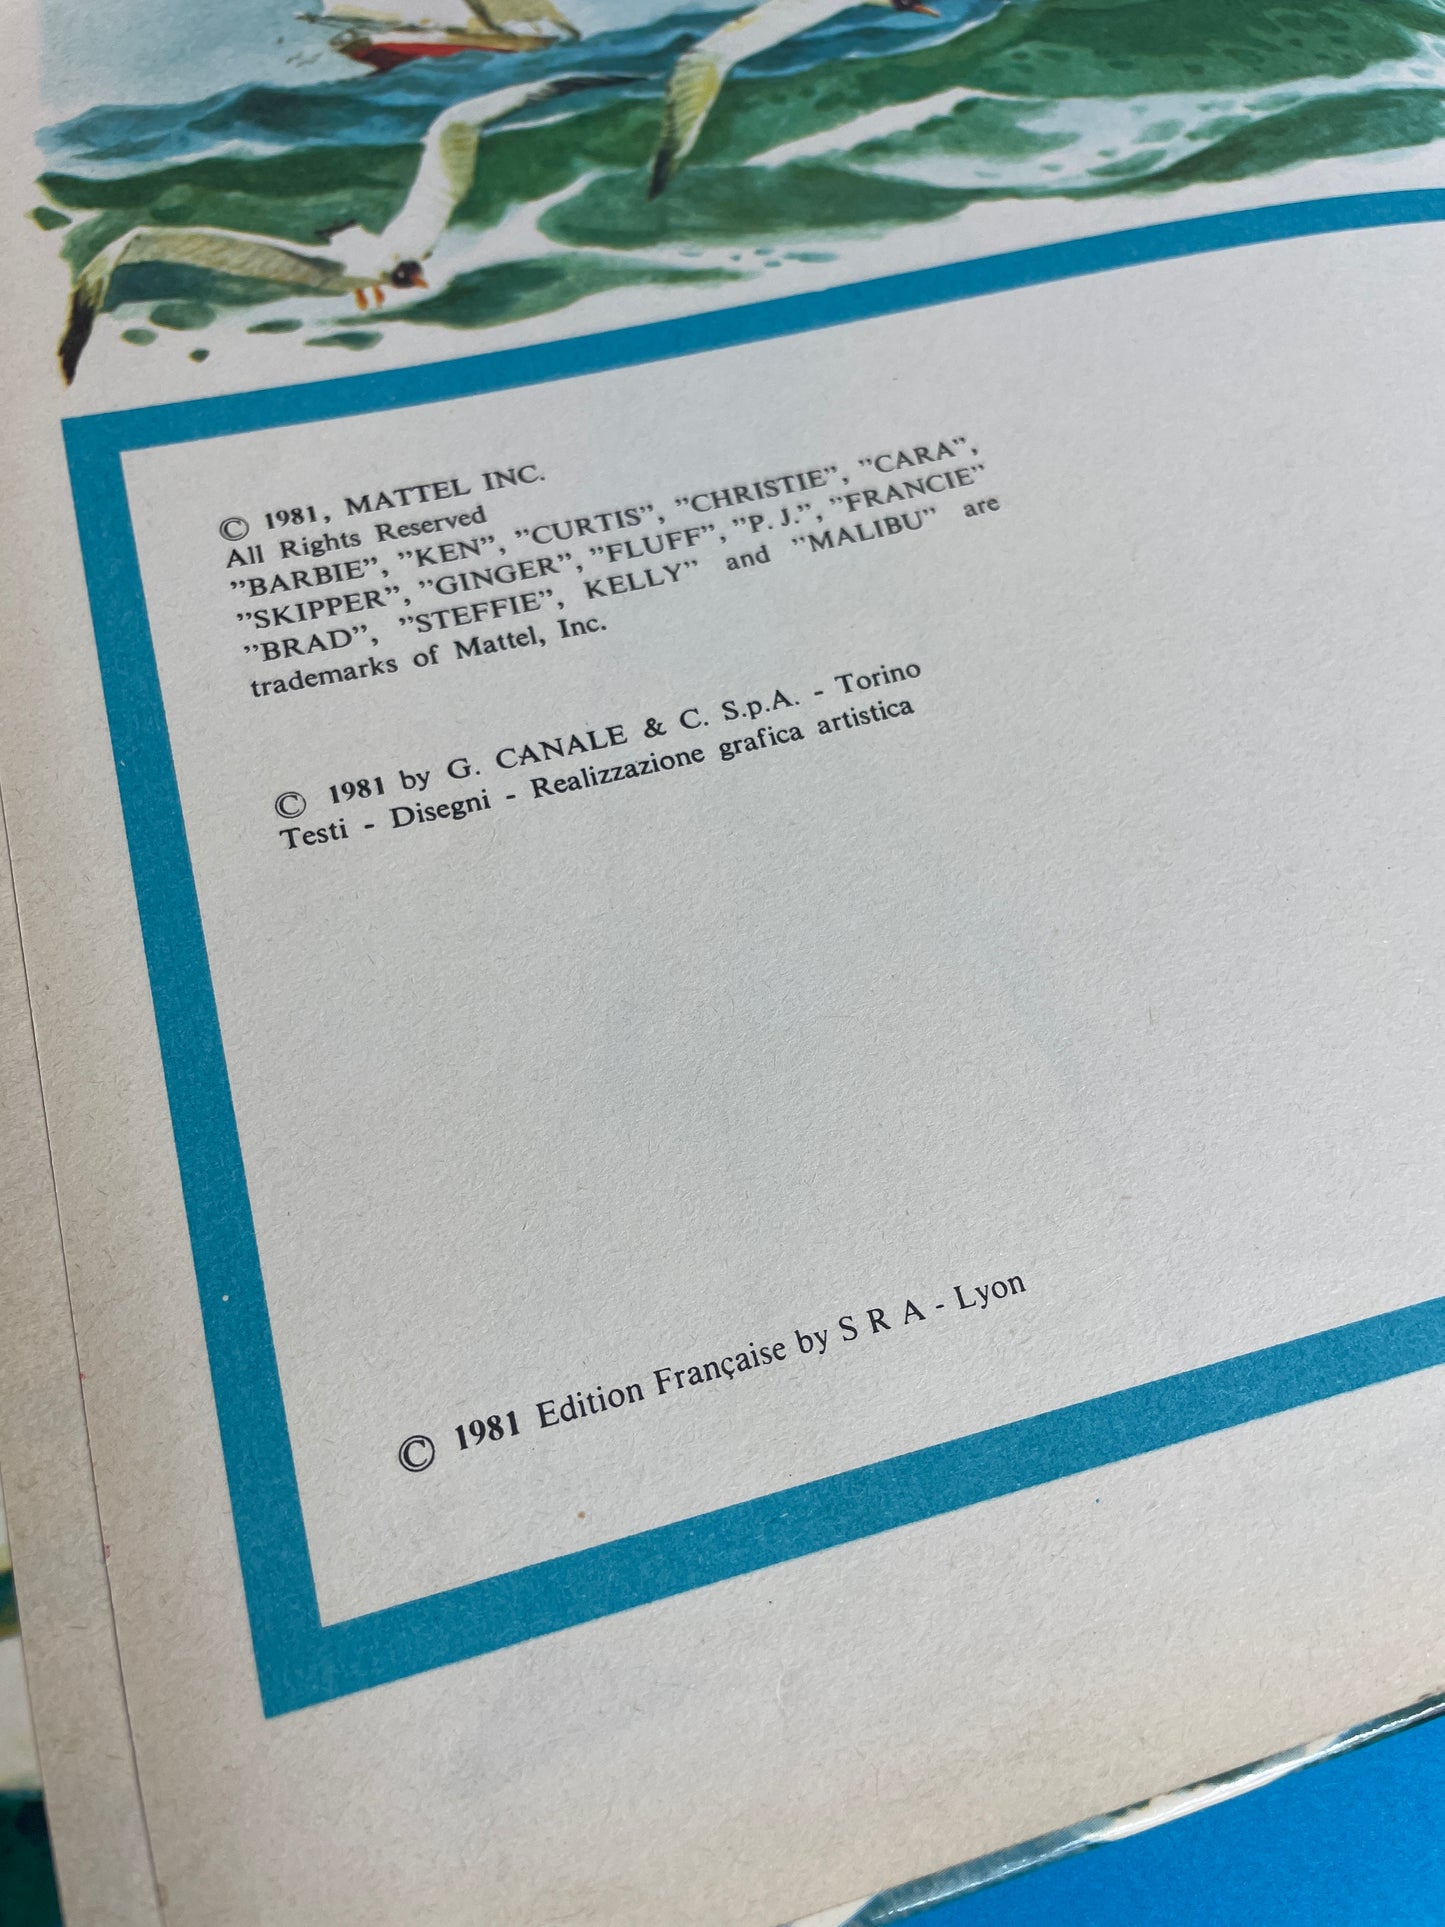 © 1981, MATTEL INC.
All Rights Reserved
”BARBIE”, ”KEN”, ”CURTIS”, ”CHRISTIE”, ”CARA”,
”SKIPPER”, ”GINGER”, ”FLUFF”, ”P. J.”, ”FRANCIE”
”BRAD”, ”STEFFIE”, KELLY” and ”MALIBU” are
trademarks of Mattel, Inc.
© 1981 by G. CANALE & C. S.p.A. - Torino
Testi - Disegni - Realizzazione grafica artistica
© 1981 Edition Française by S R A - Lyon